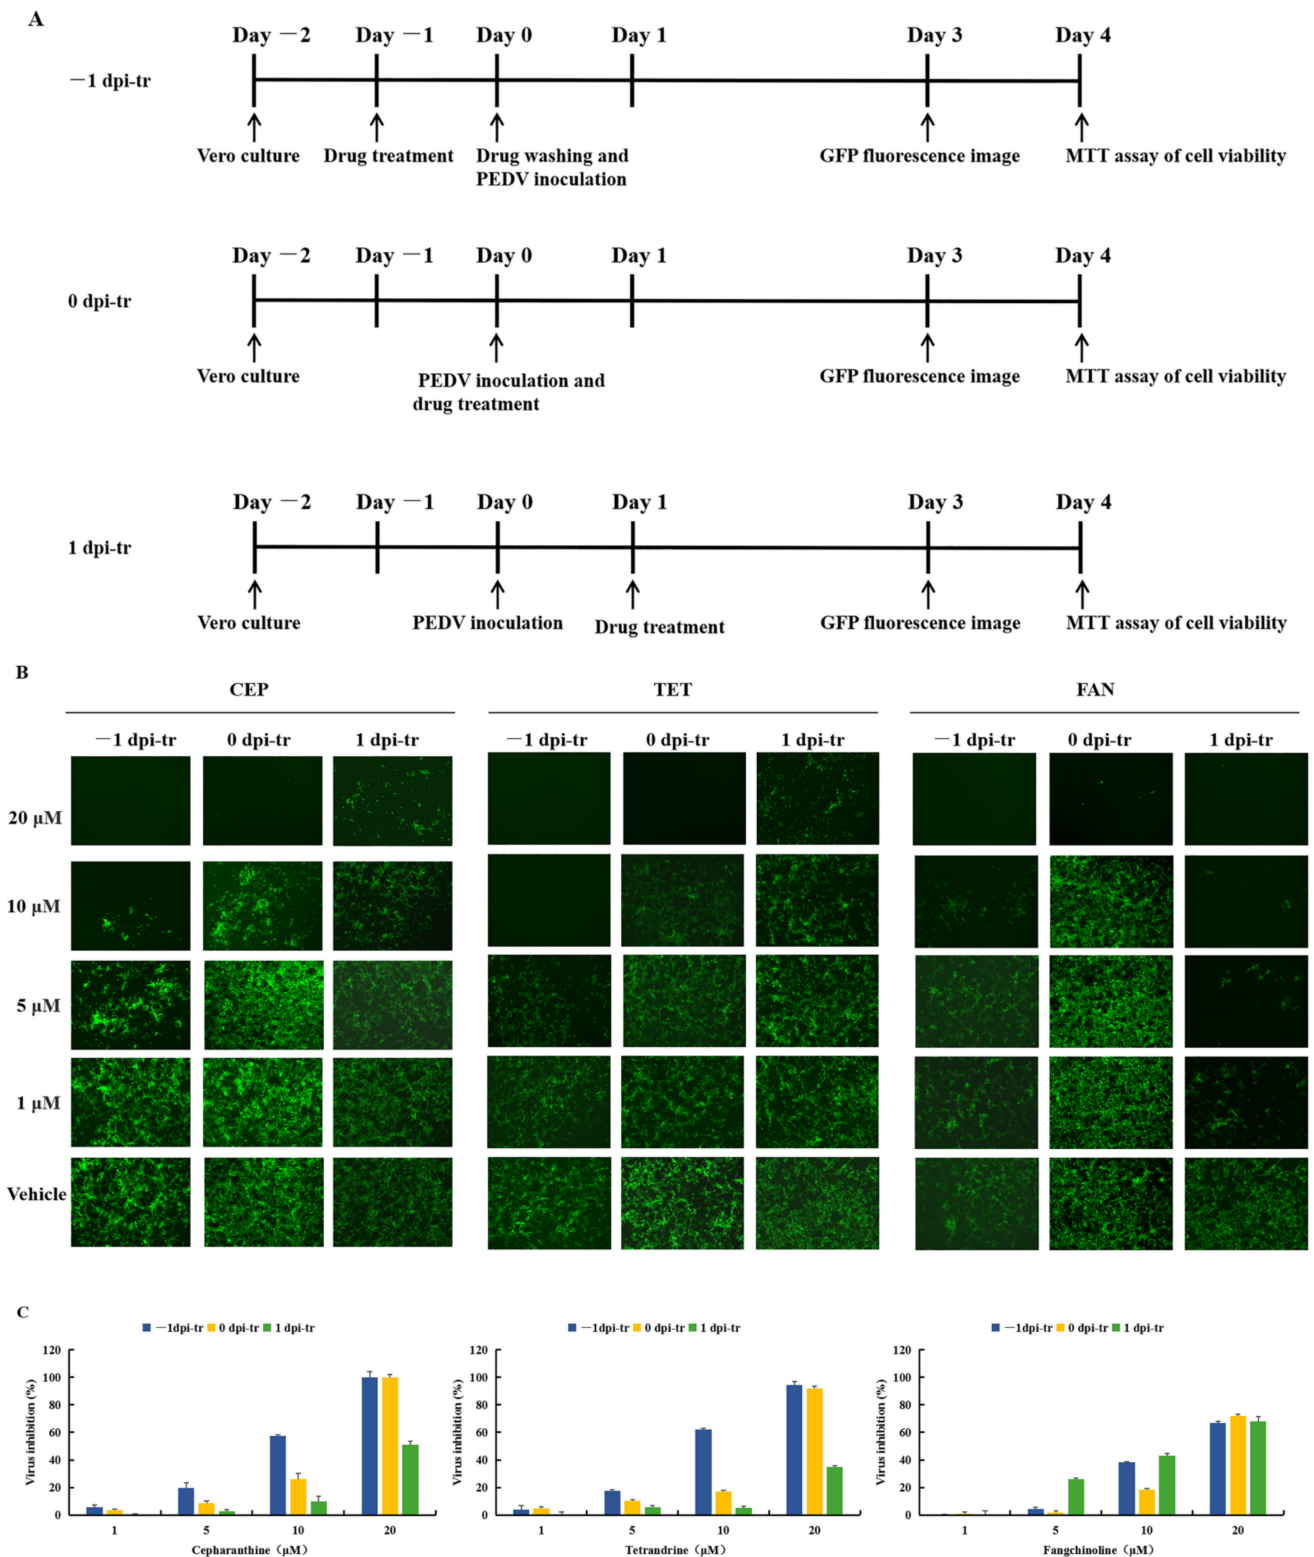 A
Day −2 Day −1 Day 0 Day 1 Day 3 Day 4
−1 dpi-tr
Vero culture Drug treatment Drug washing and GFP fluorescence image MTT assay of cell viability
PEDV inoculation
Day −2 Day −1 Day 0 Day 1 Day 3 Day 4
0 dpi-tr
Vero culture PEDV inoculation and GFP fluorescence image MTT assay of cell viability
drug treatment
Day −2 Day −1 Day 0 Day 1 Day 3 Day 4
1 dpi-tr
Vero culture PEDV inoculation Drug treatment GFP fluorescence image MTT assay of cell viability
B
CEP TET FAN
−1 dpi-tr 0 dpi-tr 1 dpi-tr −1 dpi-tr 0 dpi-tr 1 dpi-tr −1 dpi-tr 0 dpi-tr 1 dpi-tr
20 μM
10 μM
5 μM
1 μM
Vehicle
C
−1dpi-tr 0 dpi-tr 1 dpi-tr
Virus inhibition (%)
120
100
80
60
40
20
0
1 5 10 20
Cepharanthine (μM)
−1dpi-tr 0 dpi-tr 1 dpi-tr
Virus inhibition (%)
120
100
80
60
40
20
0
1 5 10 20
Tetrandrine (μM)
−1dpi-tr 0 dpi-tr 1 dpi-tr
Virus inhibition (%)
120
100
80
60
40
20
0
1 5 10 20
Fangchinoline (μM)